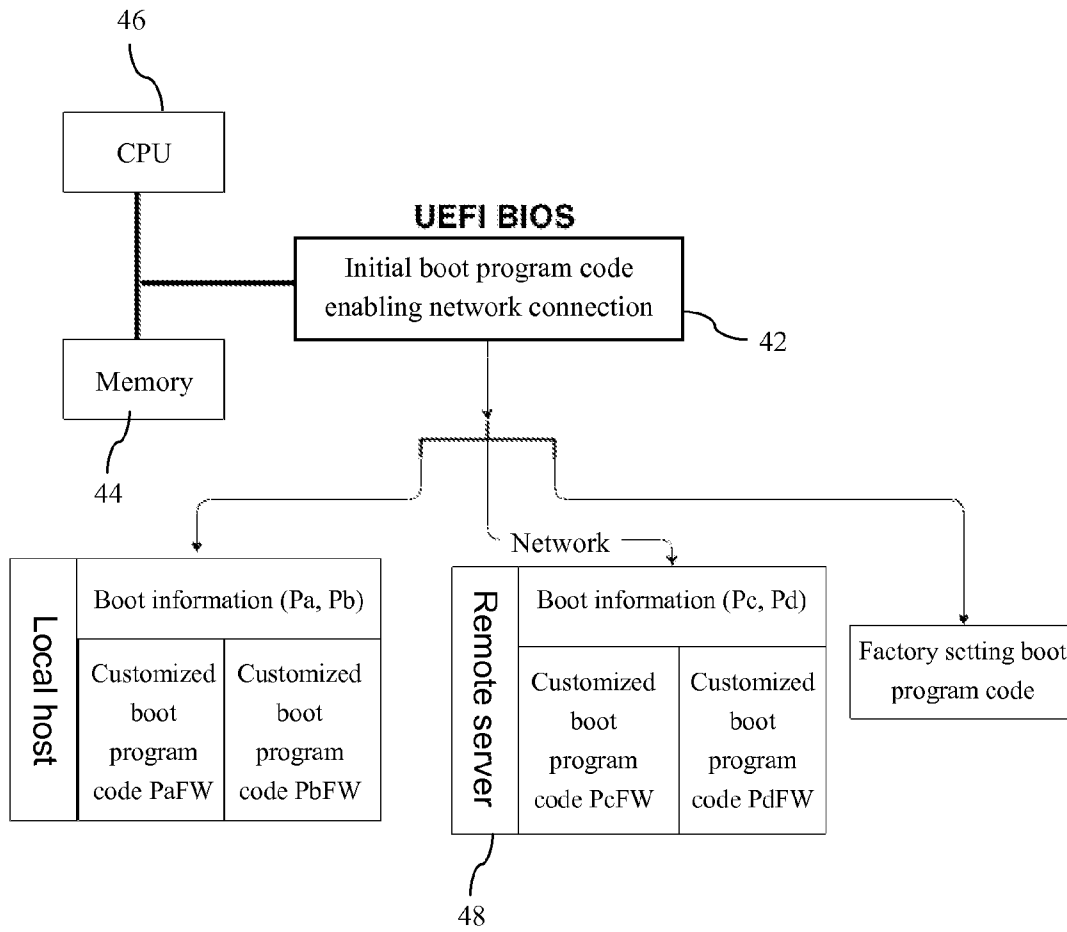 46
CPU
UEFI BIOS
Initial boot program code
enabling network connection
42
Memory
44
Network
Local host
Boot information (Pa, Pb)
Customized
boot
program
code PaFW
Customized
boot
program
code PbFW
Remote server
Boot information (Pc, Pd)
Customized
boot
program
code PcFW
Customized
boot
program
code PdFW
Factory setting boot
program code
48